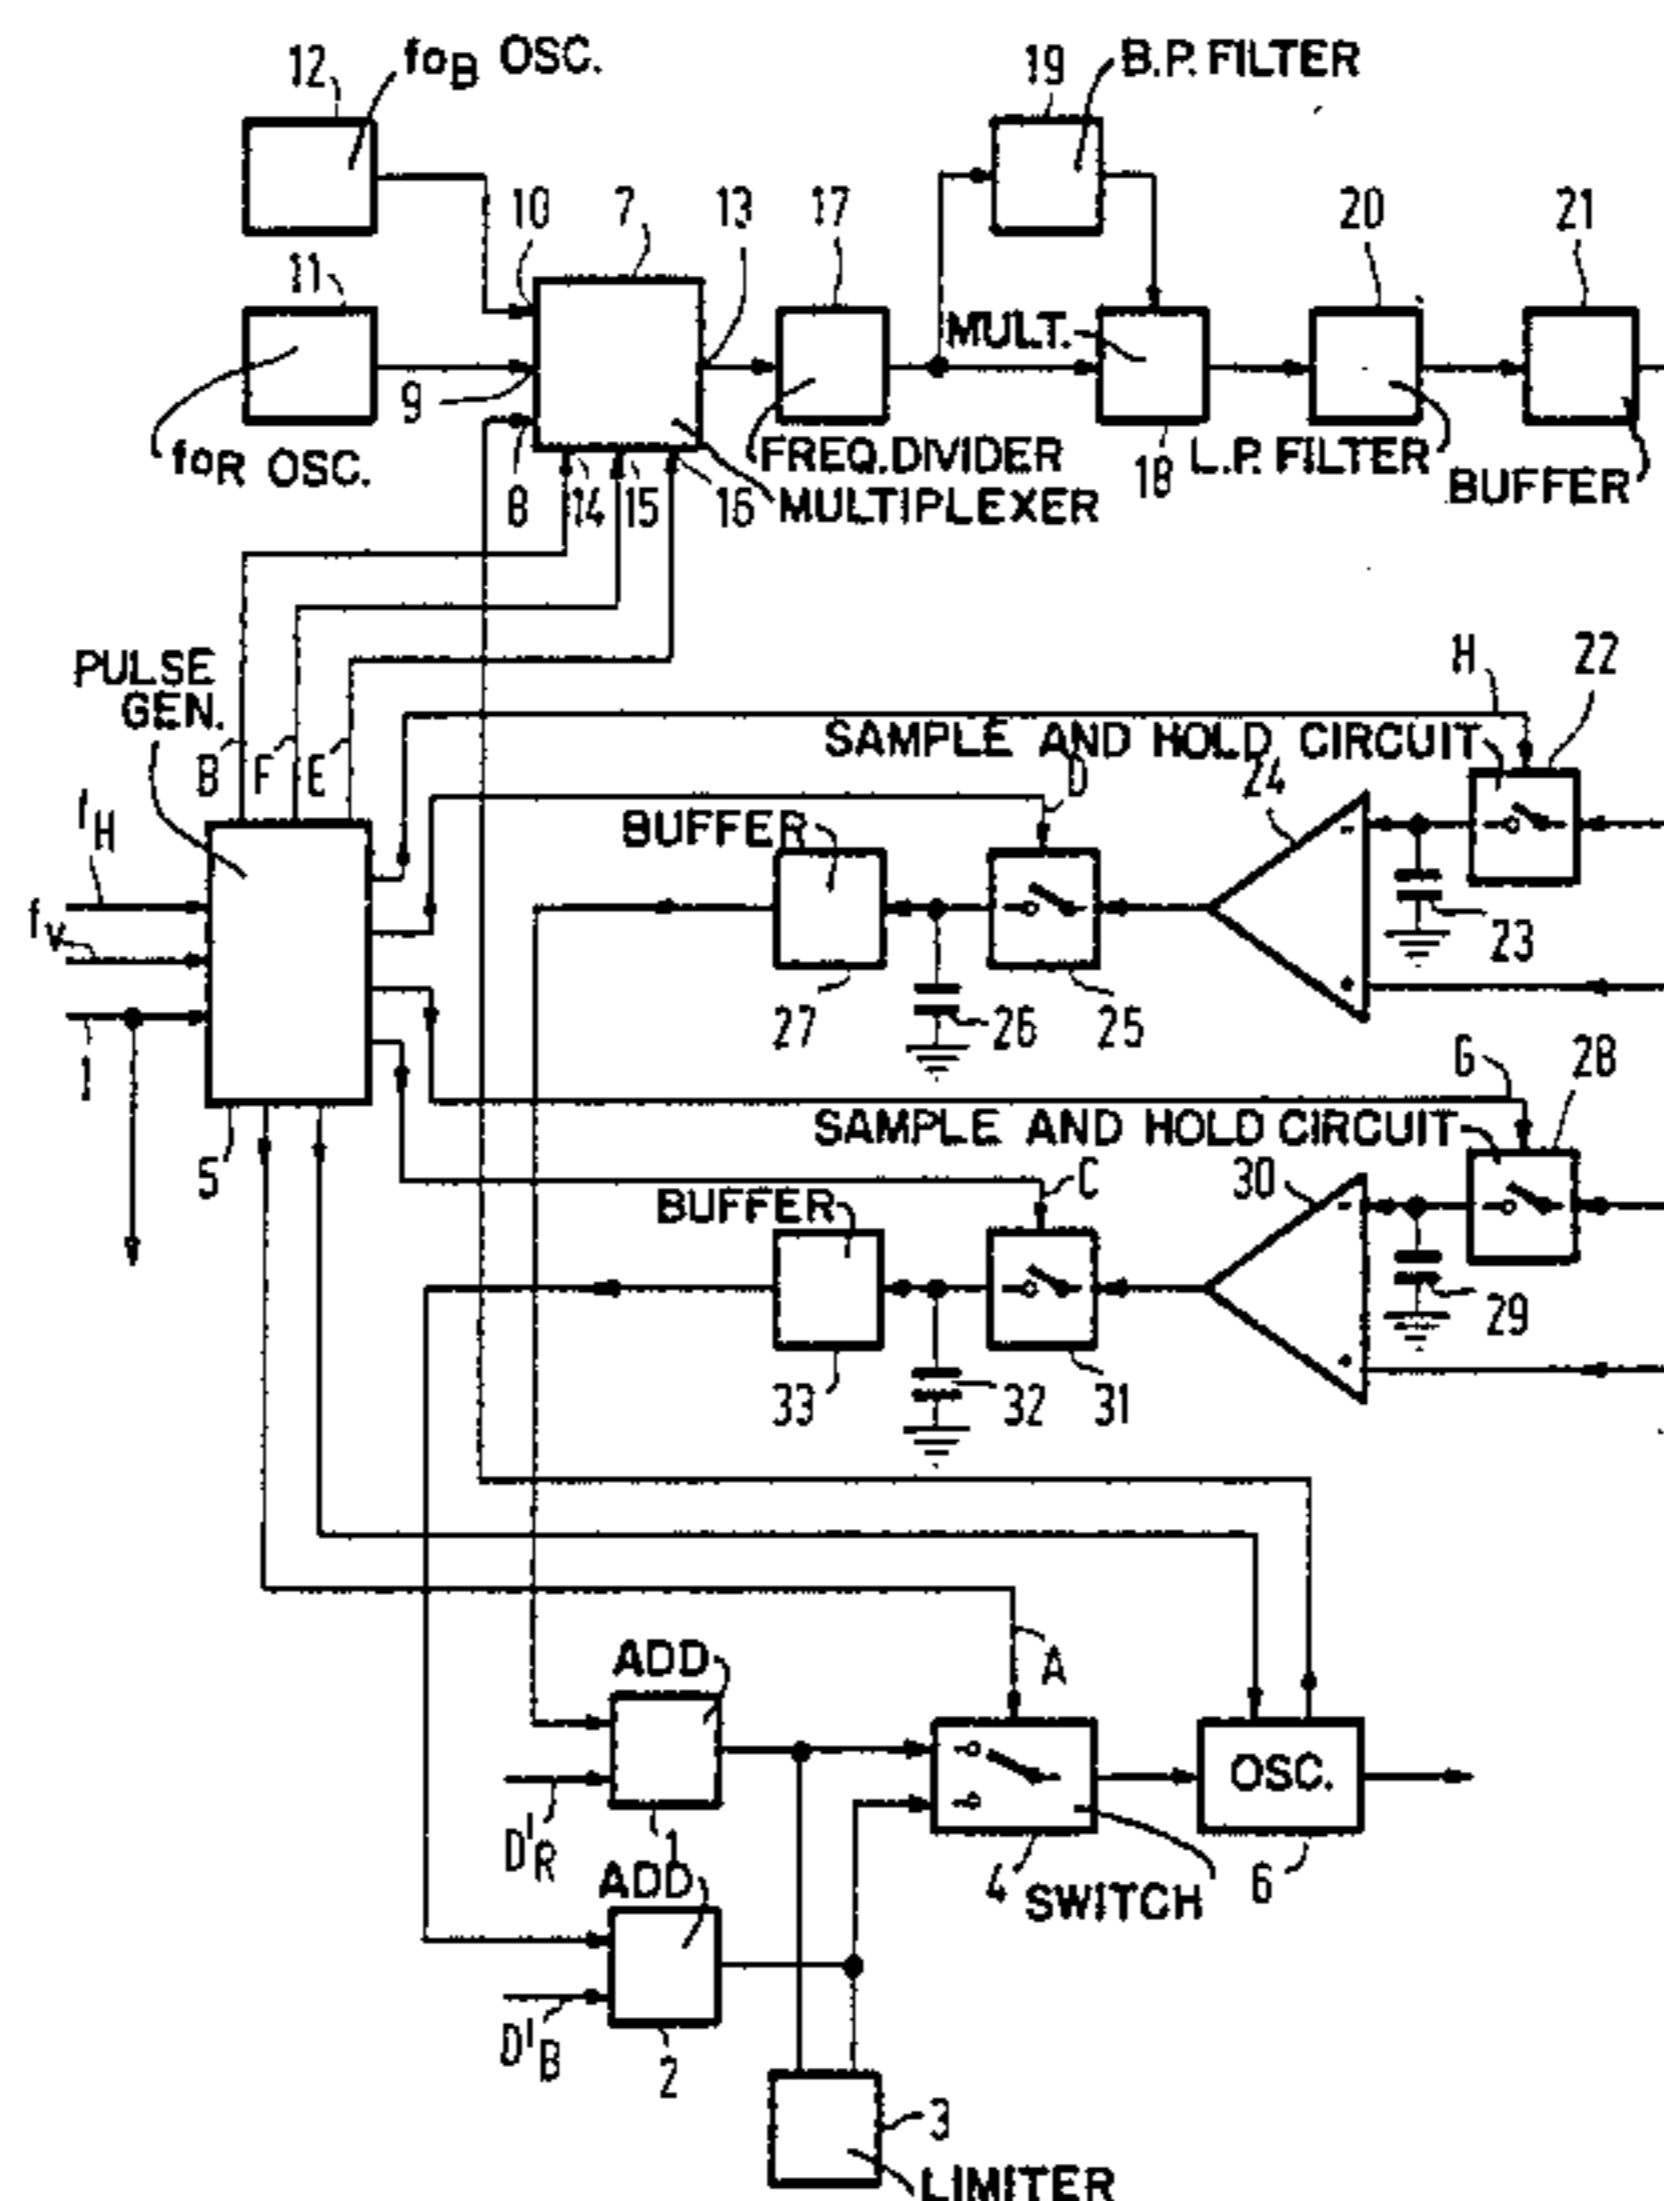 12 foB OSC. 19 B.P. FILTER
10 7 13 17 20 21
11
MULT.
9
foR OSC. 8 14 15 16 FREQ. DIVIDER 18 L.P. FILTER BUFFER
MULTIPLEXER
PULSE
GEN.
B F E H 22
SAMPLE AND HOLD CIRCUIT
D 24
fH BUFFER -
fV 23
+
1 27 26 25
G 28
5 SAMPLE AND HOLD CIRCUIT
BUFFER C 30
-
29
+
33 32 31
ADD A
OSC.
D'R 1
ADD 4 SWITCH 6
D'B 2
3
LIMITER